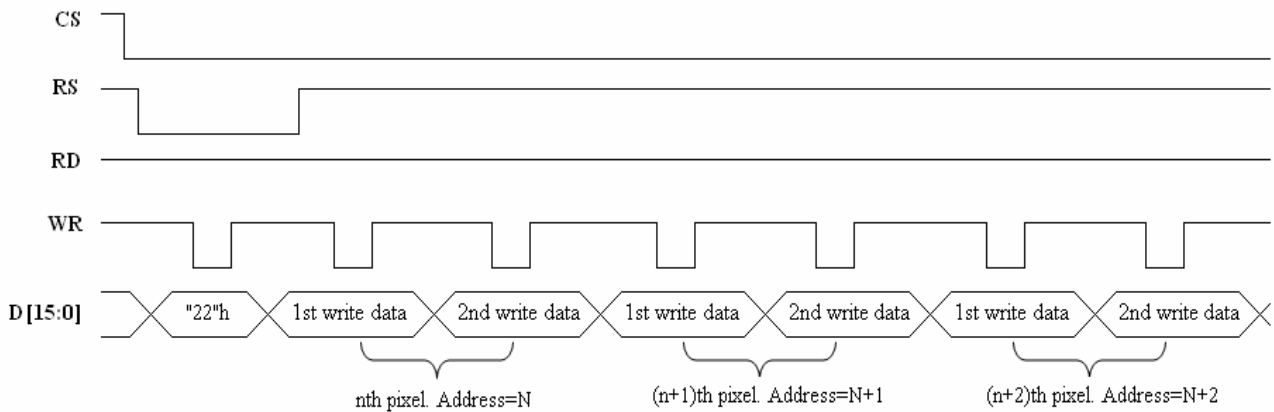 CS
RS
RD
WR
D[15:0] "22"h 1st write data 2nd write data 1st write data 2nd write data 1st write data 2nd write data
nth pixel. Address=N (n+1)th pixel. Address=N+1 (n+2)th pixel. Address=N+2